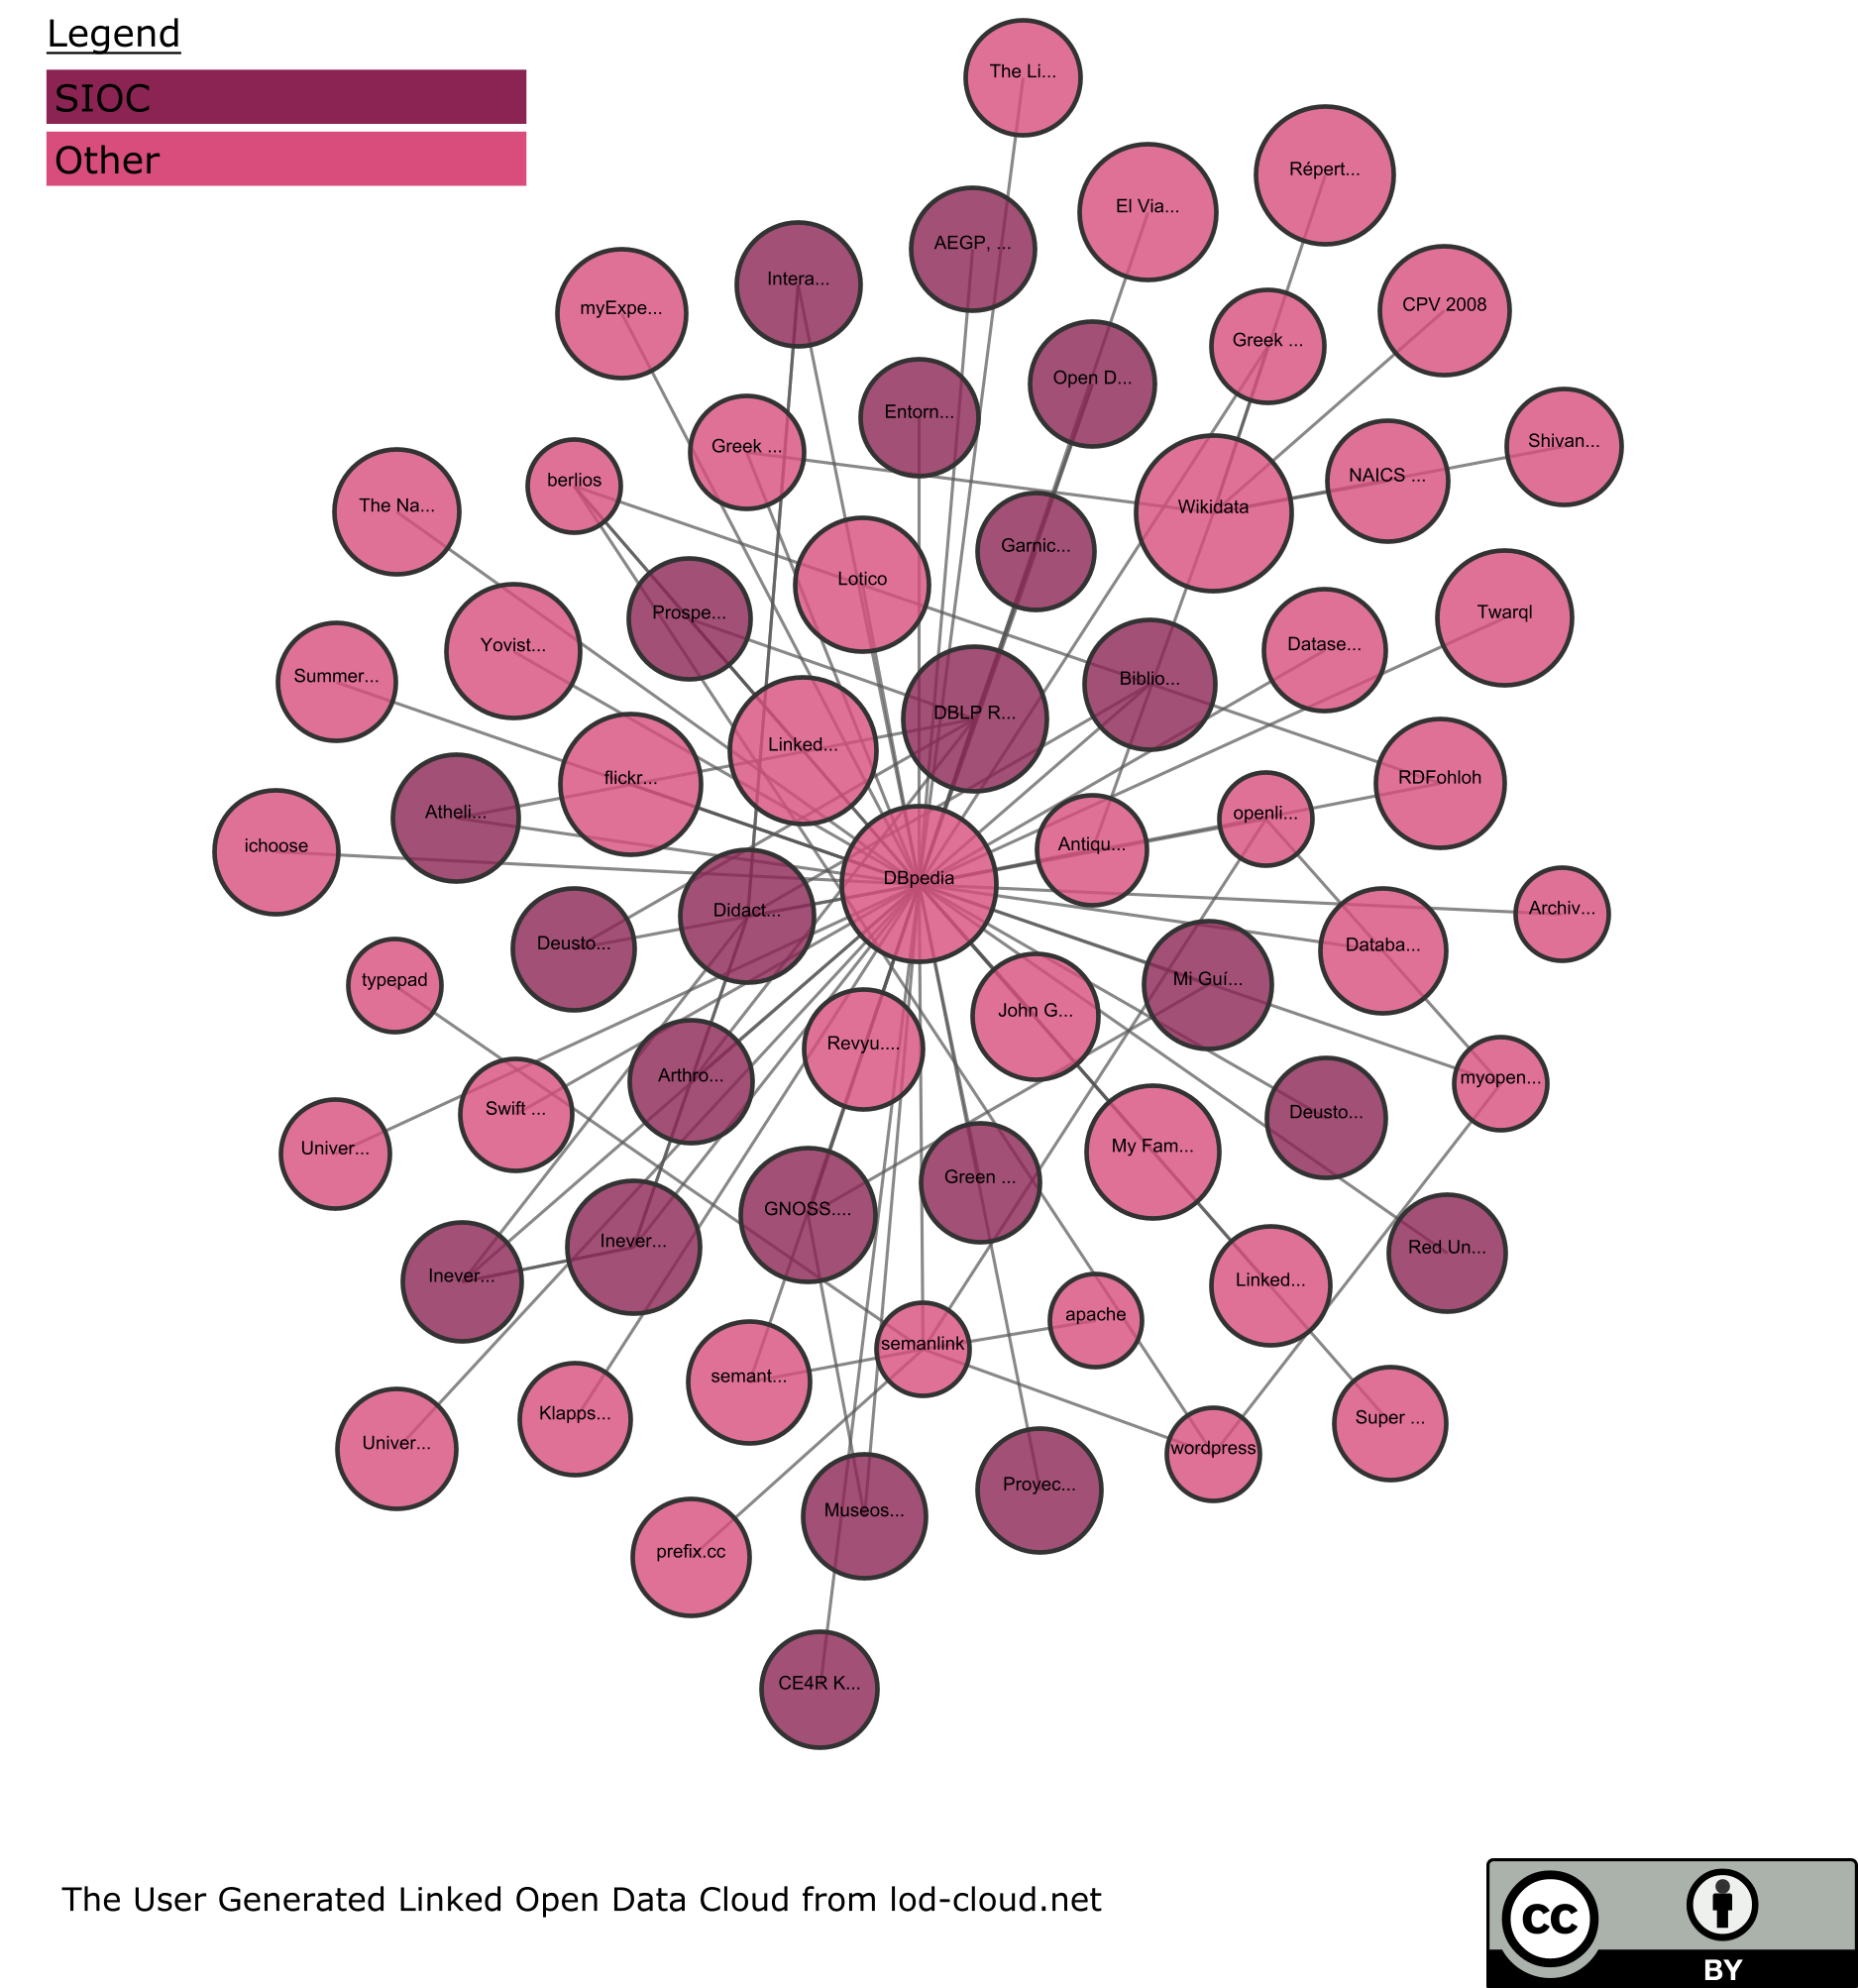 Legend
SIOC
Other
The Li...
Répert...
El Via...
AEGP, ...
Intera...
myExpe...
CPV 2008
Greek ...
Open D...
Entorn...
Greek ...
Shivan...
NAICS ...
berlios
The Na...
Wikidata
Garnic...
Lotico
Prospe...
Twarql
Datase...
Yovist...
Summer...
Biblio...
DBLP R...
Linked...
flickr...
RDFohloh
Atheli...
openli...
ichoose
Antiqu...
DBpedia
Didact...
Archiv...
Deusto...
Databa...
typepad
Mi Guí...
John G...
Revyu....
Arthro...
myopen...
Swift ...
Deusto...
Univer...
My Fam...
Green ...
GNOSS....
Inever...
Red Un...
Inever...
Linked...
apache
semanlink
semant...
Klapps...
Super ...
Univer...
wordpress
Proyec...
Museos...
prefix.cc
CE4R K...
The User Generated Linked Open Data Cloud from lod-cloud.net
cc
BY